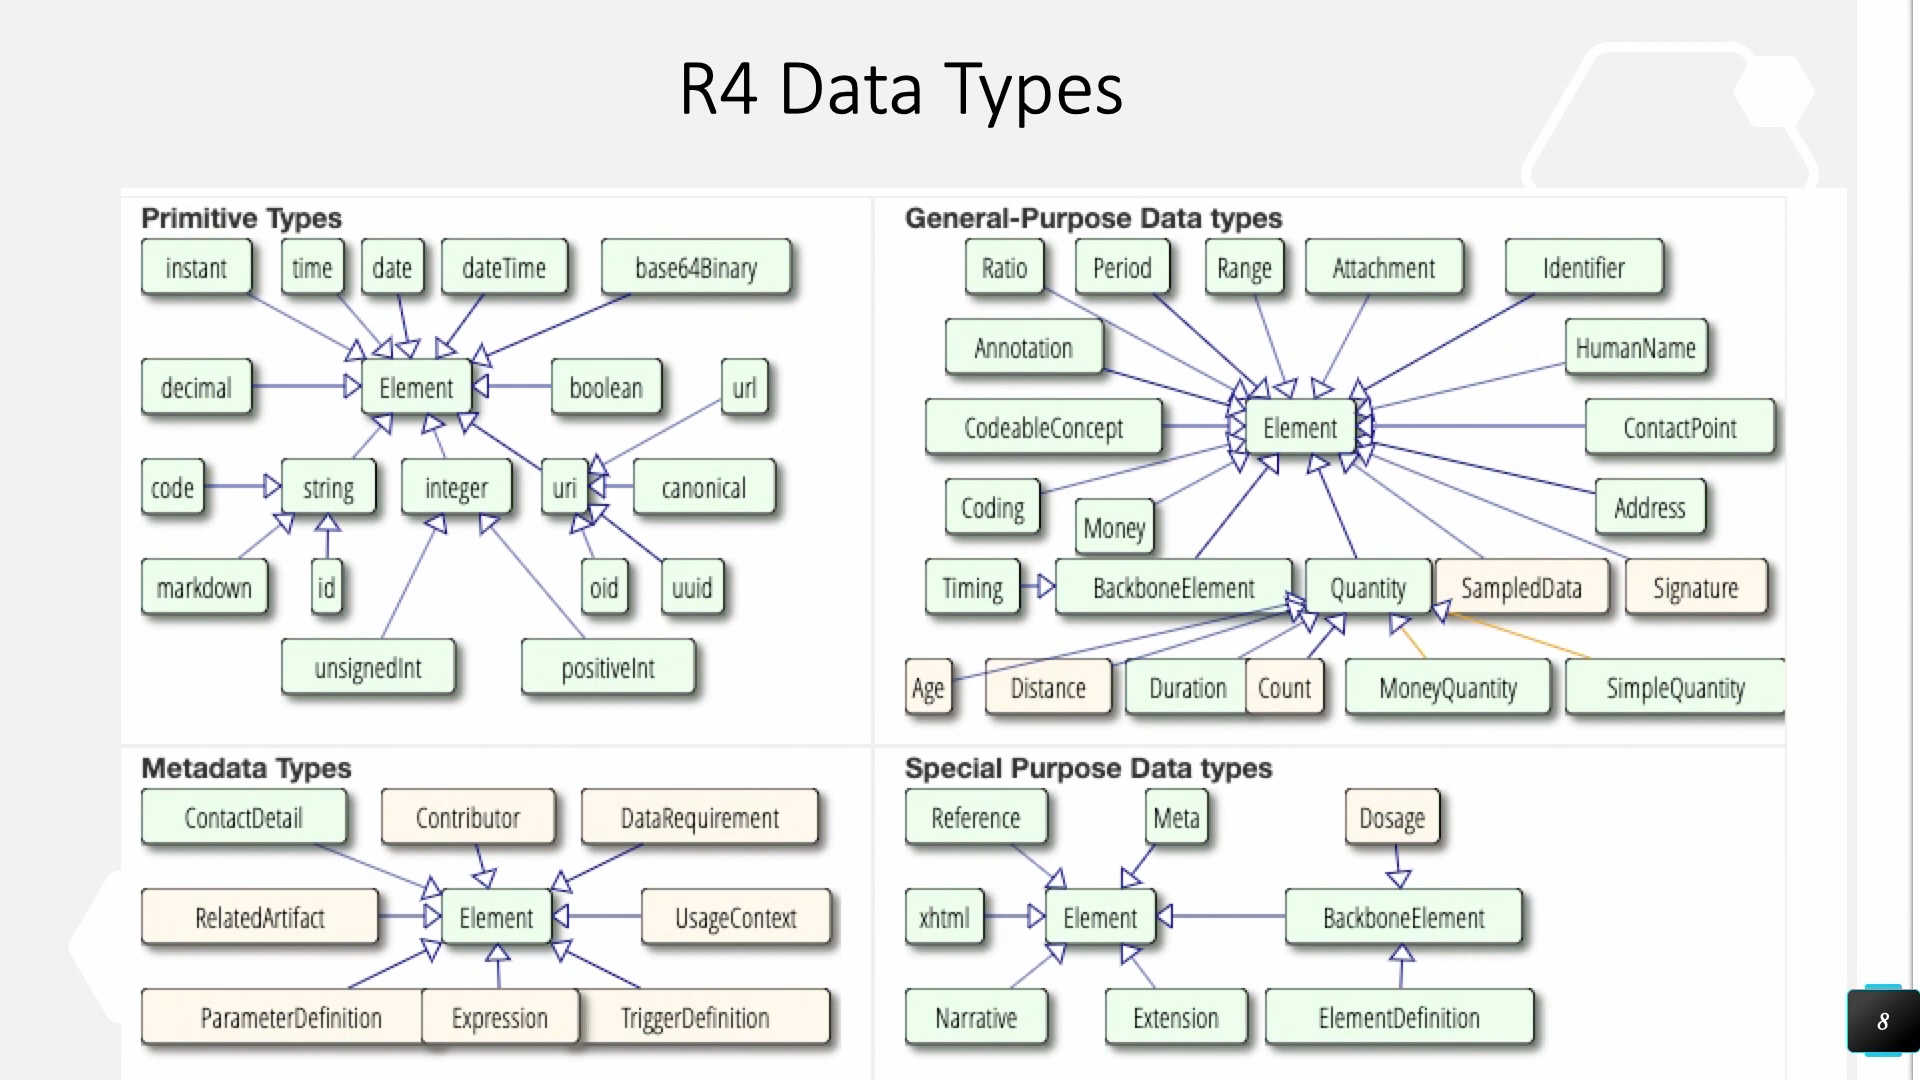 R4 Data Types
Primitive Types
instant time date dateTime base64Binary
decimal Element boolean url
code string integer uri canonical
markdown id oid uuid
unsignedInt positiveInt
General-Purpose Data types
Ratio Period Range Attachment Identifier
Annotation HumanName
CodeableConcept Element ContactPoint
Coding Money Address
Timing BackboneElement Quantity SampledData Signature
Age Distance Duration Count MoneyQuantity SimpleQuantity
Metadata Types
ContactDetail Contributor DataRequirement
RelatedArtifact Element UsageContext
ParameterDefinition Expression TriggerDefinition
Special Purpose Data types
Reference Meta Dosage
xhtml Element BackboneElement
Narrative Extension ElementDefinition
8